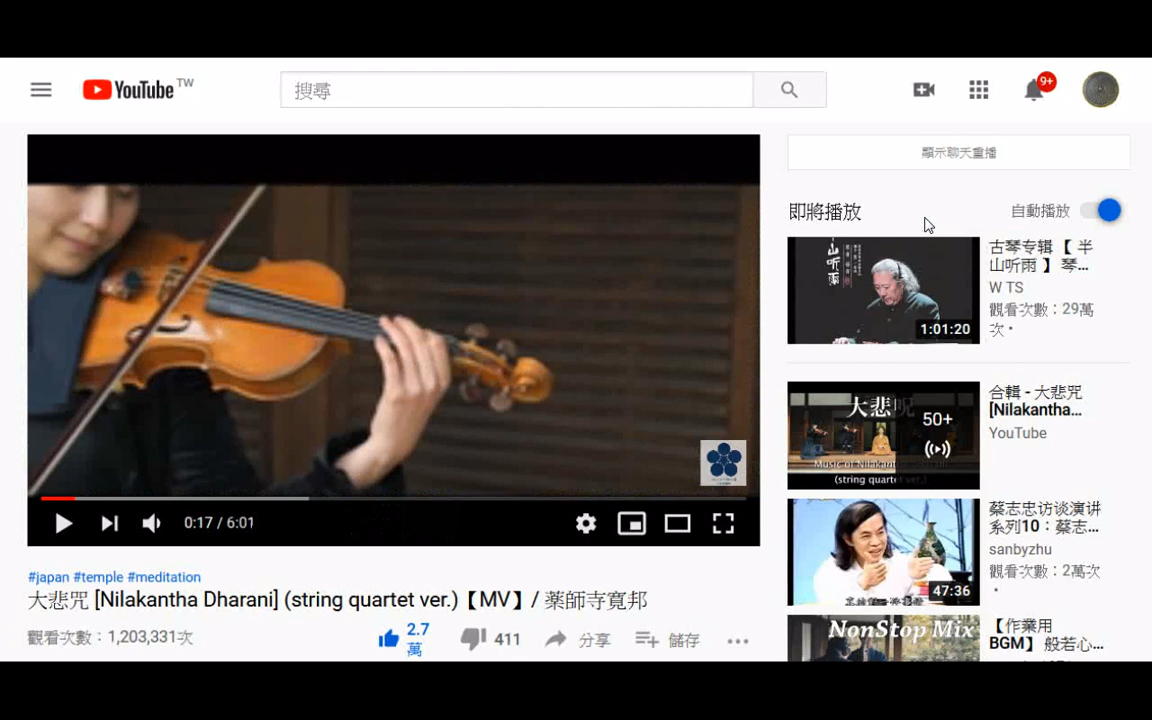 YouTube TW
搜尋
9+
顯示聊天重播
即將播放
自動播放
山听雨
1:01:20
古琴专辑【 半
山听雨 】 琴...
W TS
觀看次數：29萬
次 •
大悲咒
50+
(string quartet ver.)
合輯 - 大悲咒
[Nilakantha...
YouTube
47:36
蔡志忠访谈演讲
系列10：蔡志...
sanbyzhu
觀看次數：2萬次
•
NonStop Mix
【作業用
BGM】 般若心...
0:17 / 6:01
#japan #temple #meditation
大悲咒 [Nilakantha Dharani] (string quartet ver.)【MV】/ 薬師寺寛邦
觀看次數：1,203,331次
2.7
萬
411
分享
儲存